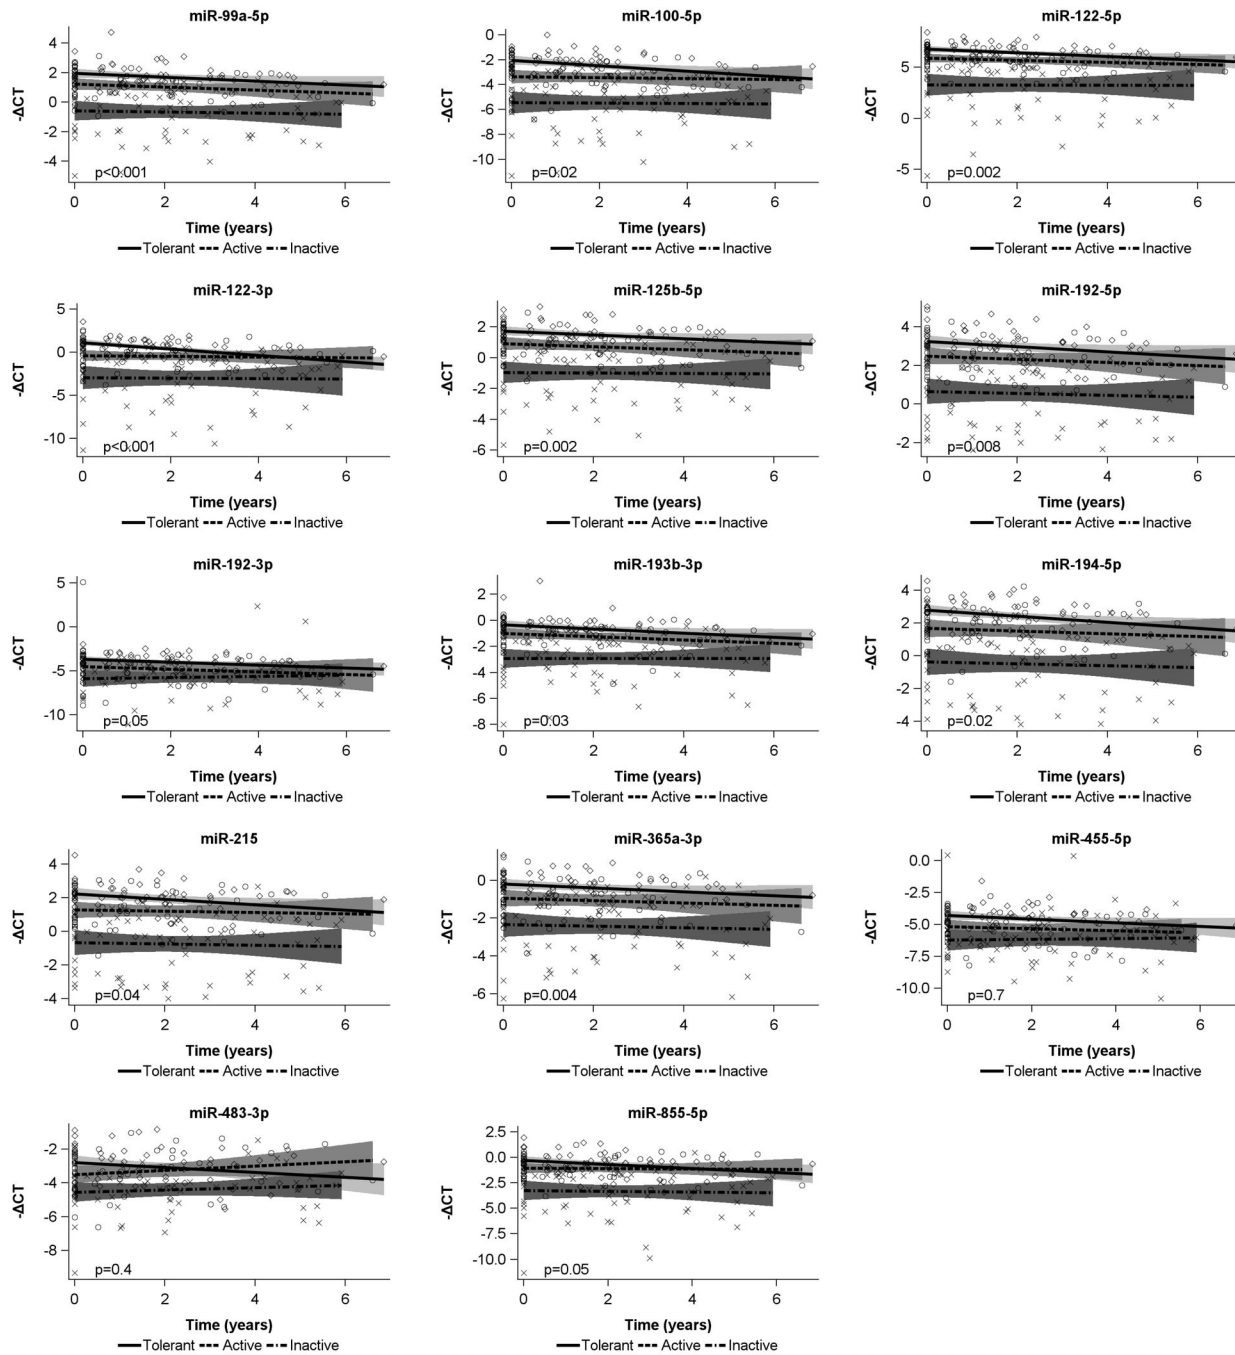 miR-99a-5p
4
2
0
-2
-4
-ΔCT
p<0.001
0 2 4 6
Time (years)
Tolerant Active Inactive
miR-100-5p
0
-2
-4
-6
-8
-10
-ΔCT
p=0.02
0 2 4 6
Time (years)
Tolerant Active Inactive
miR-122-5p
5
0
-5
-ΔCT
p=0.002
0 2 4 6
Time (years)
Tolerant Active Inactive
miR-122-3p
5
0
-5
-10
-ΔCT
p<0.001
0 2 4 6
Time (years)
Tolerant Active Inactive
miR-125b-5p
2
0
-2
-4
-6
-ΔCT
p=0.002
0 2 4 6
Time (years)
Tolerant Active Inactive
miR-192-5p
4
2
0
-2
-ΔCT
p=0.008
0 2 4 6
Time (years)
Tolerant Active Inactive
miR-192-3p
5
0
-5
-10
-ΔCT
p=0.05
0 2 4 6
Time (years)
Tolerant Active Inactive
miR-193b-3p
2
0
-2
-4
-6
-8
-ΔCT
p=0.03
0 2 4 6
Time (years)
Tolerant Active Inactive
miR-194-5p
4
2
0
-2
-4
-ΔCT
p=0.02
0 2 4 6
Time (years)
Tolerant Active Inactive
miR-215
4
2
0
-2
-4
-ΔCT
p=0.04
0 2 4 6
Time (years)
Tolerant Active Inactive
miR-365a-3p
0
-2
-4
-6
-ΔCT
p=0.004
0 2 4 6
Time (years)
Tolerant Active Inactive
miR-455-5p
0.0
-2.5
-5.0
-7.5
-10.0
-ΔCT
p=0.7
0 2 4 6
Time (years)
Tolerant Active Inactive
miR-483-3p
-2
-4
-6
-8
-ΔCT
p=0.4
0 2 4 6
Time (years)
Tolerant Active Inactive
miR-855-5p
2.5
0.0
-2.5
-5.0
-7.5
-10.0
-ΔCT
p=0.05
0 2 4 6
Time (years)
Tolerant Active Inactive